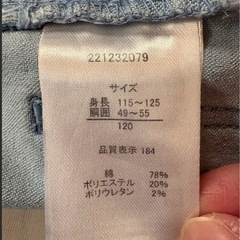 221232079
サイズ
身長 115～125
胴囲 49～55
120
品質表示 184
綿 78%
ポリエステル 20%
ポリウレタン 2%